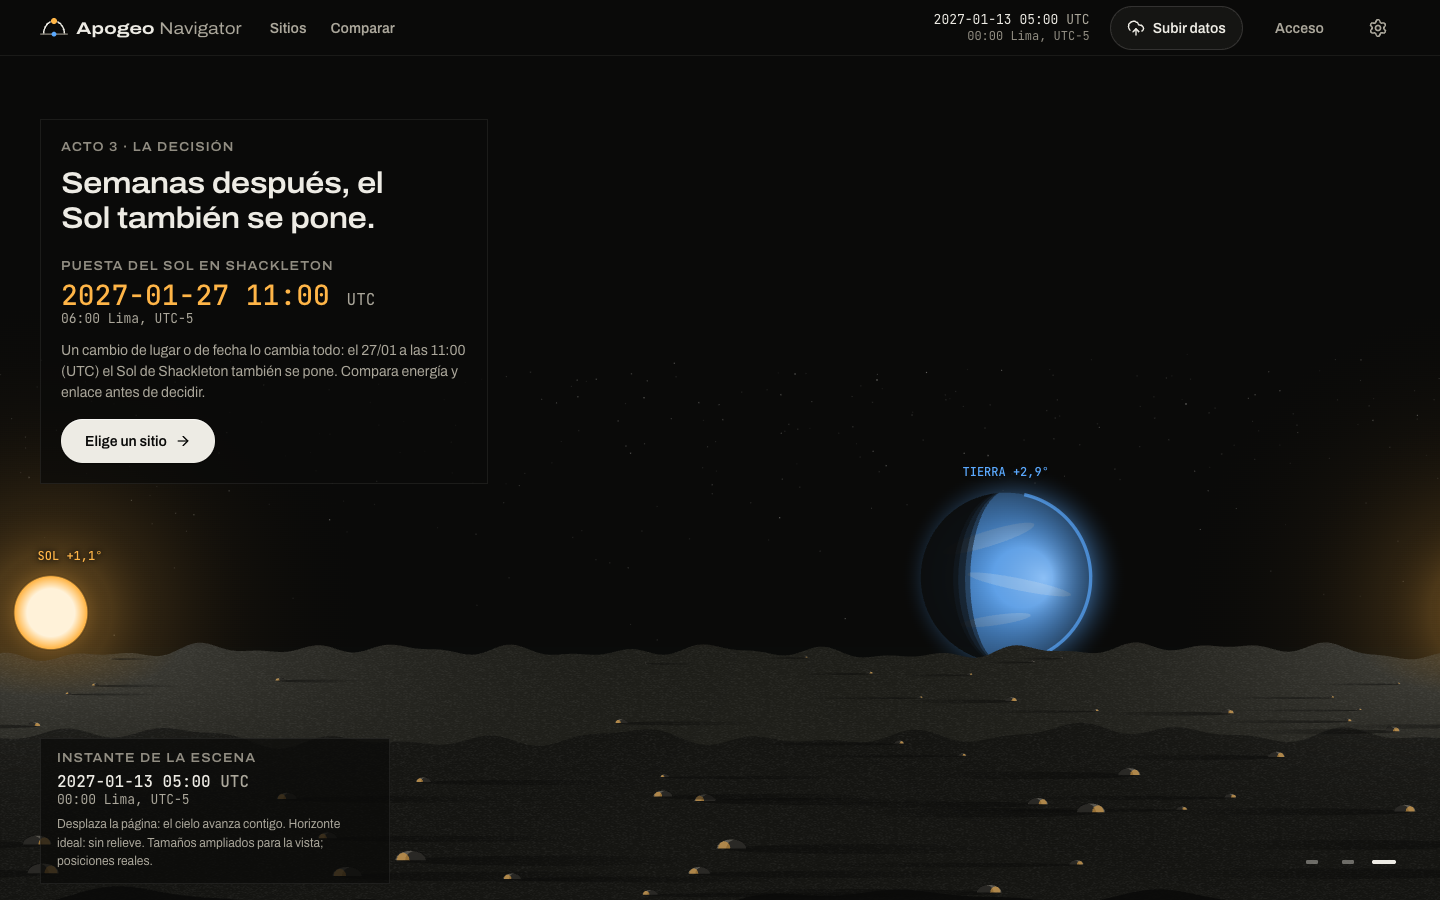 Apogeo Navigator
Sitios
Comparar
2027-01-13 05:00 UTC
00:00 Lima, UTC-5
Subir datos
Acceso
ACTO 3 · LA DECISIÓN
Semanas después, el
Sol también se pone.
PUESTA DEL SOL EN SHACKLETON
2027-01-27 11:00 UTC
06:00 Lima, UTC-5
Un cambio de lugar o de fecha lo cambia todo: el 27/01 a las 11:00
(UTC) el Sol de Shackleton también se pone. Compara energía y
enlace antes de decidir.
Elige un sitio
TIERRA +2,9°
SOL +1,1°
INSTANTE DE LA ESCENA
2027-01-13 05:00 UTC
00:00 Lima, UTC-5
Desplaza la página: el cielo avanza contigo. Horizonte
ideal: sin relieve. Tamaños ampliados para la vista;
posiciones reales.